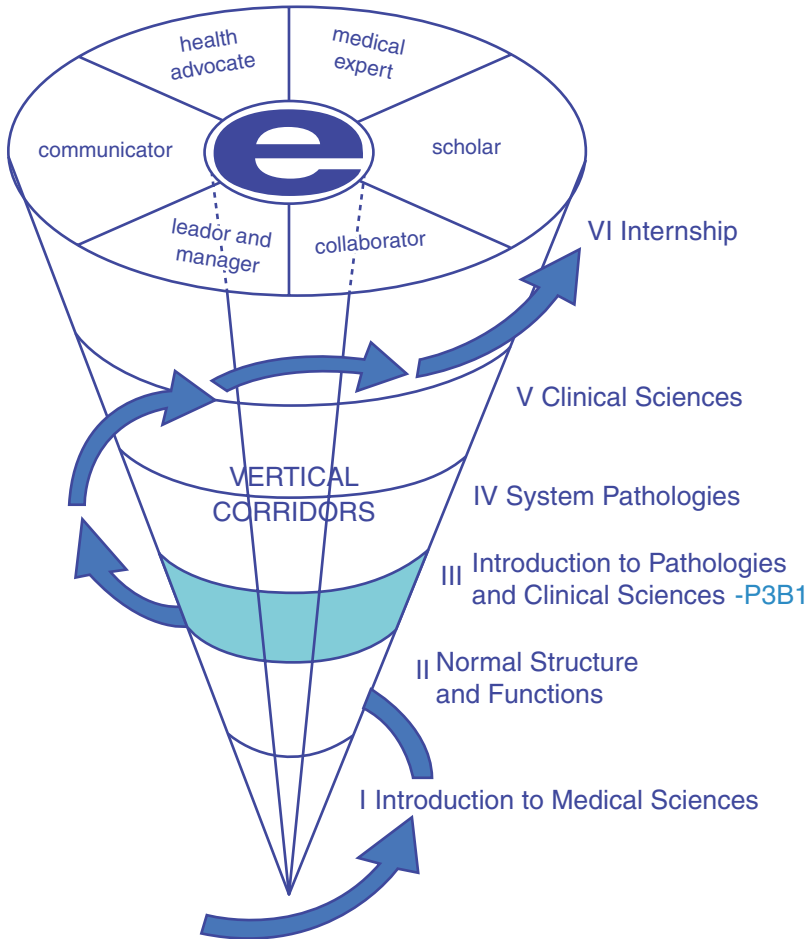 health
advocate
medical
expert
communicator
e
scholar
leador and
manager
collaborator
VI Internship
V Clinical Sciences
VERTICAL
CORRIDORS
IV System Pathologies
III Introduction to Pathologies
and Clinical Sciences -P3B1
II Normal Structure
and Functions
I Introduction to Medical Sciences